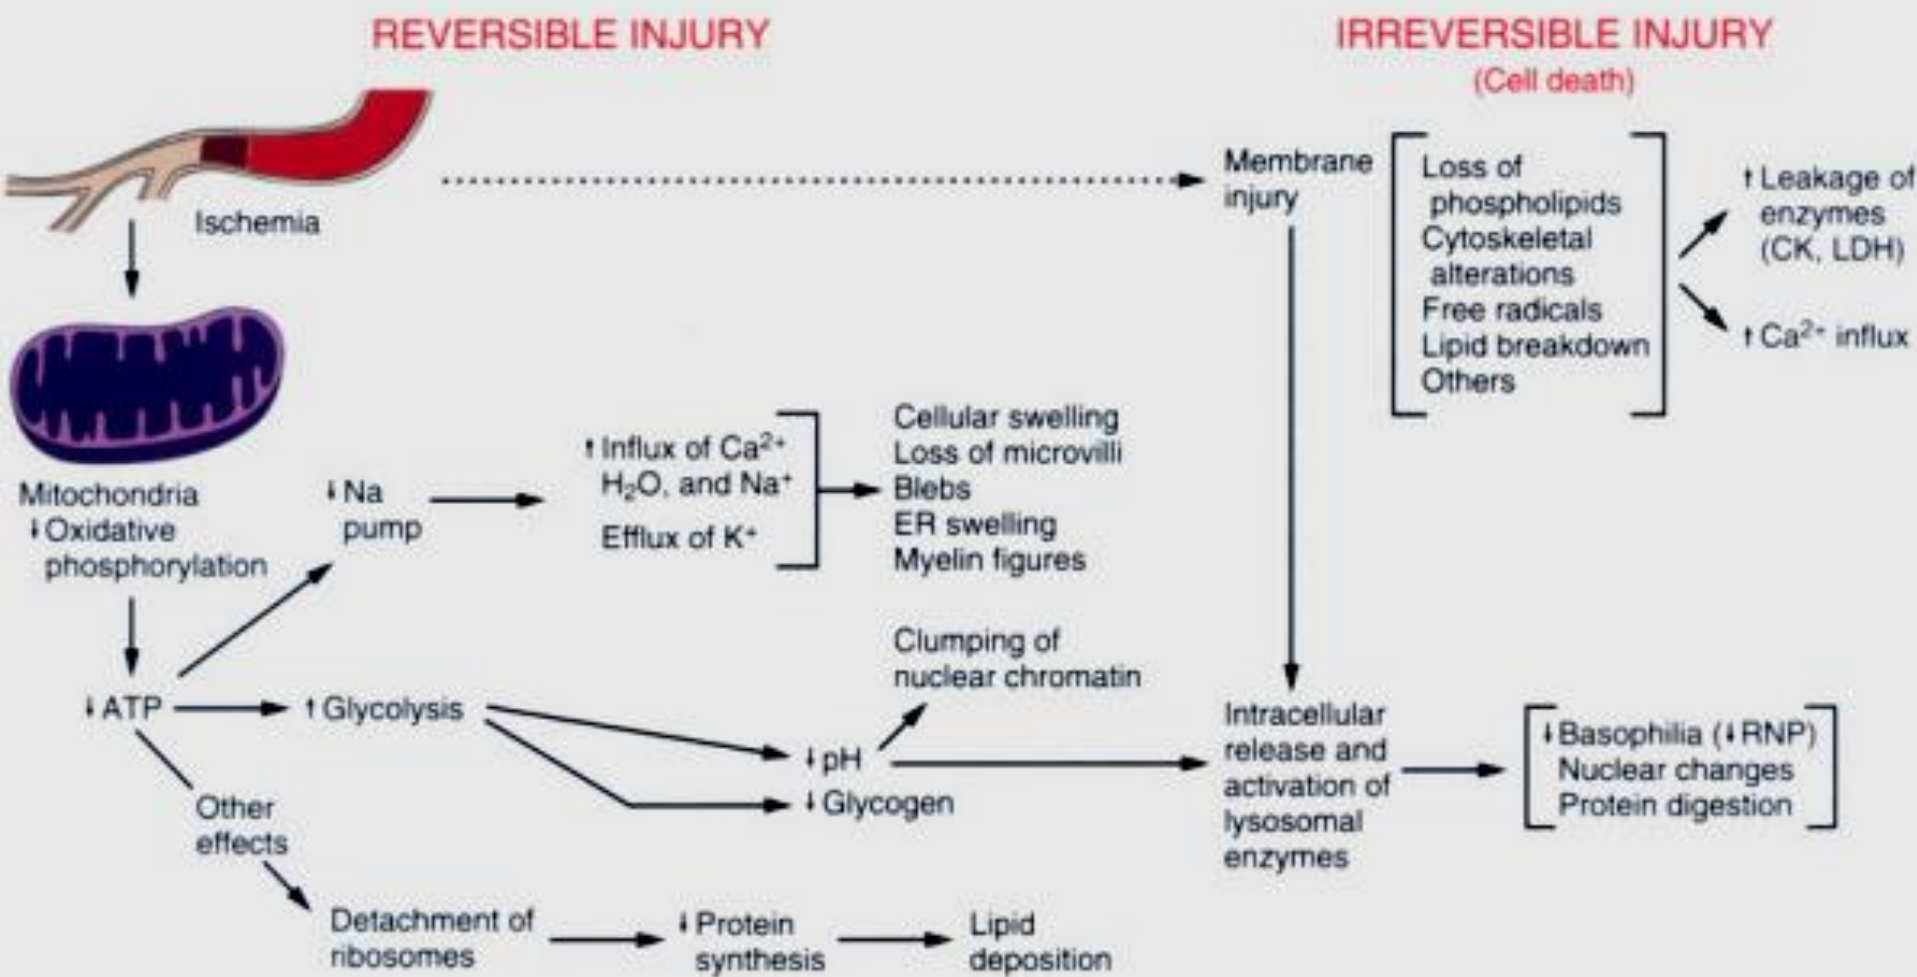 REVERSIBLE INJURY
IRREVERSIBLE INJURY
(Cell death)
Ischemia
Membrane
injury
Loss of
phospholipids
Cytoskeletal
alterations
Free radicals
Lipid breakdown
Others
↑ Leakage of
enzymes
(CK, LDH)
↑ Ca²⁺ influx
Mitochondria
↓ Oxidative
phosphorylation
↓ Na
pump
↑ Influx of Ca²⁺
H₂O, and Na⁺
Efflux of K⁺
Cellular swelling
Loss of microvilli
Blebs
ER swelling
Myelin figures
↓ ATP
↑ Glycolysis
Clumping of
nuclear chromatin
↓ pH
↓ Glycogen
Intracellular
release and
activation of
lysosomal
enzymes
↓ Basophilia (↓ RNP)
Nuclear changes
Protein digestion
Other
effects
Detachment of
ribosomes
↓ Protein
synthesis
Lipid
deposition